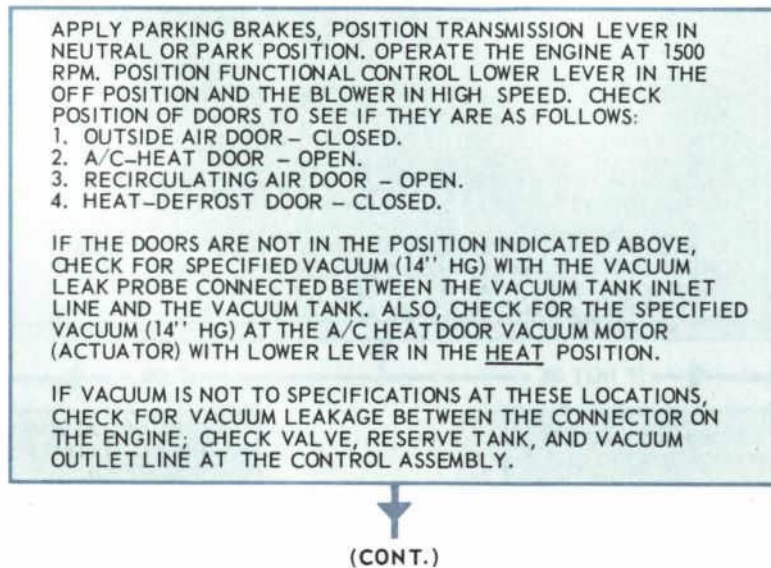 APPLY PARKING BRAKES, POSITION TRANSMISSION LEVER IN
NEUTRAL OR PARK POSITION. OPERATE THE ENGINE AT 1500
RPM. POSITION FUNCTIONAL CONTROL LOWER LEVER IN THE
OFF POSITION AND THE BLOWER IN HIGH SPEED. CHECK
POSITION OF DOORS TO SEE IF THEY ARE AS FOLLOWS:
1. OUTSIDE AIR DOOR – CLOSED.
2. A/C–HEAT DOOR – OPEN.
3. RECIRCULATING AIR DOOR – OPEN.
4. HEAT–DEFROST DOOR – CLOSED.
IF THE DOORS ARE NOT IN THE POSITION INDICATED ABOVE,
CHECK FOR SPECIFIED VACUUM (14'' HG) WITH THE VACUUM
LEAK PROBE CONNECTED BETWEEN THE VACUUM TANK INLET
LINE AND THE VACUUM TANK. ALSO, CHECK FOR THE SPECIFIED
VACUUM (14'' HG) AT THE A/C HEAT DOOR VACUUM MOTOR
(ACTUATOR) WITH LOWER LEVER IN THE HEAT POSITION.
IF VACUUM IS NOT TO SPECIFICATIONS AT THESE LOCATIONS,
CHECK FOR VACUUM LEAKAGE BETWEEN THE CONNECTOR ON
THE ENGINE; CHECK VALVE, RESERVE TANK, AND VACUUM
OUTLET LINE AT THE CONTROL ASSEMBLY.
(CONT.)